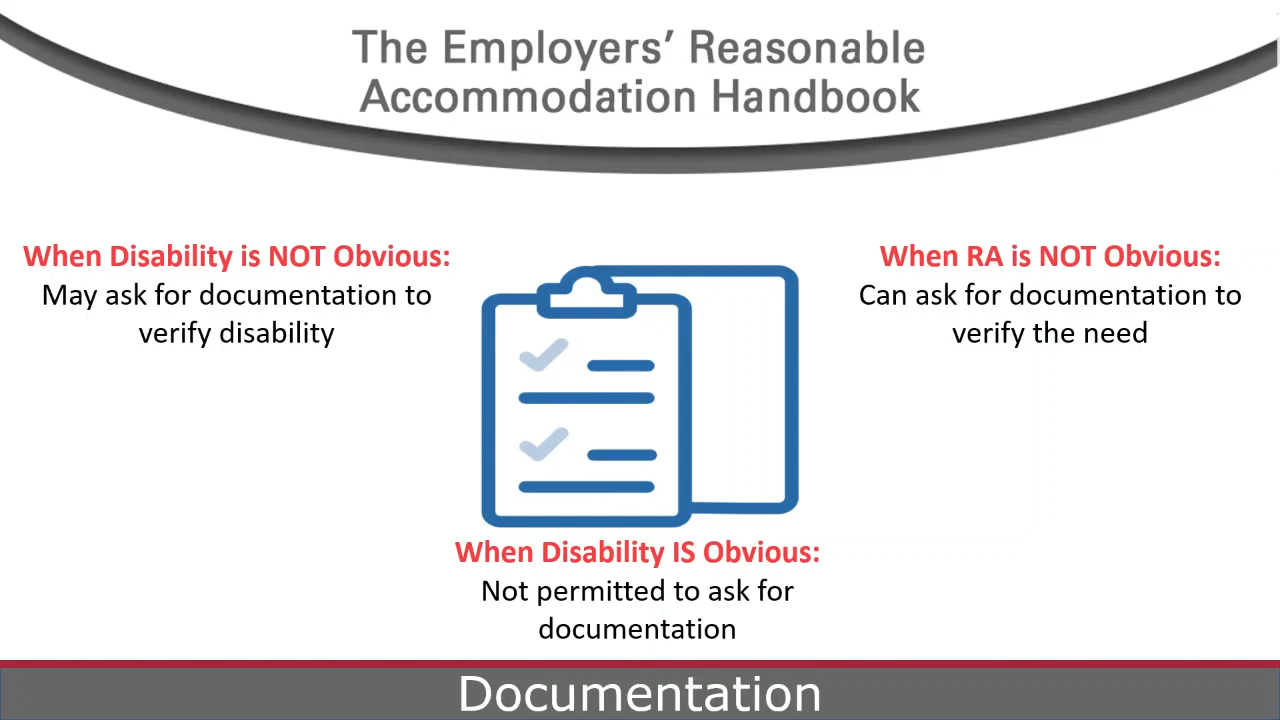 The Employers’ Reasonable
Accommodation Handbook
When Disability is NOT Obvious:
May ask for documentation to
verify disability
When RA is NOT Obvious:
Can ask for documentation to
verify the need
When Disability IS Obvious:
Not permitted to ask for
documentation
Documentation